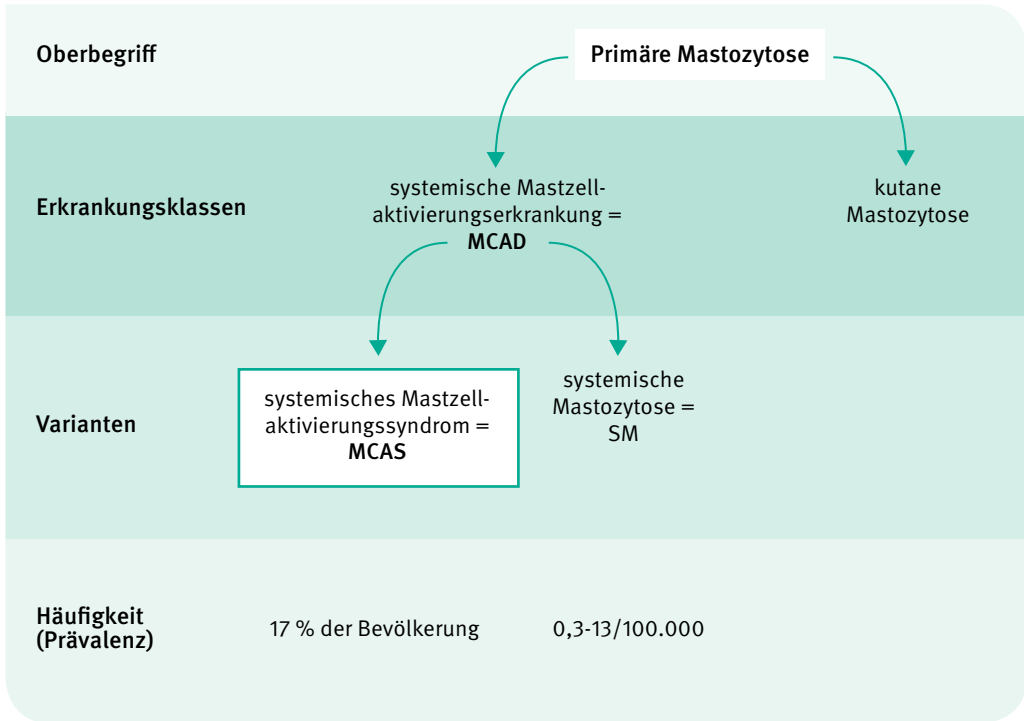 Oberbegriff
Primäre Mastozytose
Erkrankungsklassen
systemische Mastzell-
aktivierungserkrankung =
MCAD
kutane
Mastozytose
Varianten
systemisches Mastzell-
aktivierungssyndrom =
MCAS
systemische
Mastozytose =
SM
Häufigkeit
(Prävalenz)
17 % der Bevölkerung
0,3-13/100.000